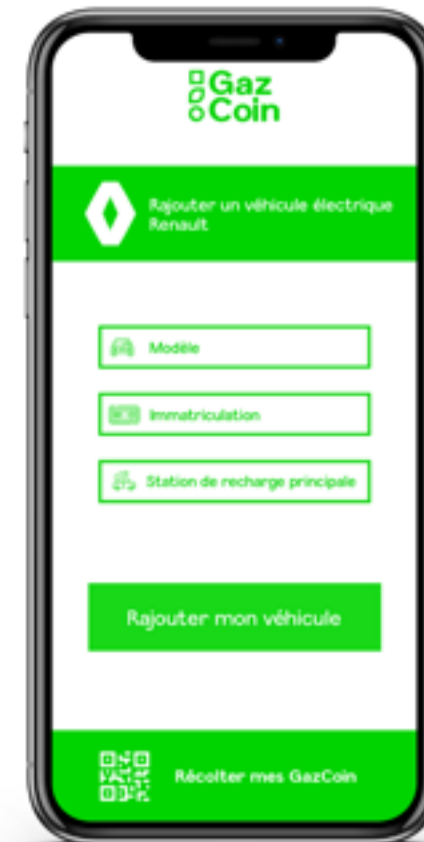 Gaz
Coin
Rajouter un véhicule électrique
Renault
Modèle
Immatriculation
Station de recharge principale
Rajouter mon véhicule
Récolter mes GazCoin